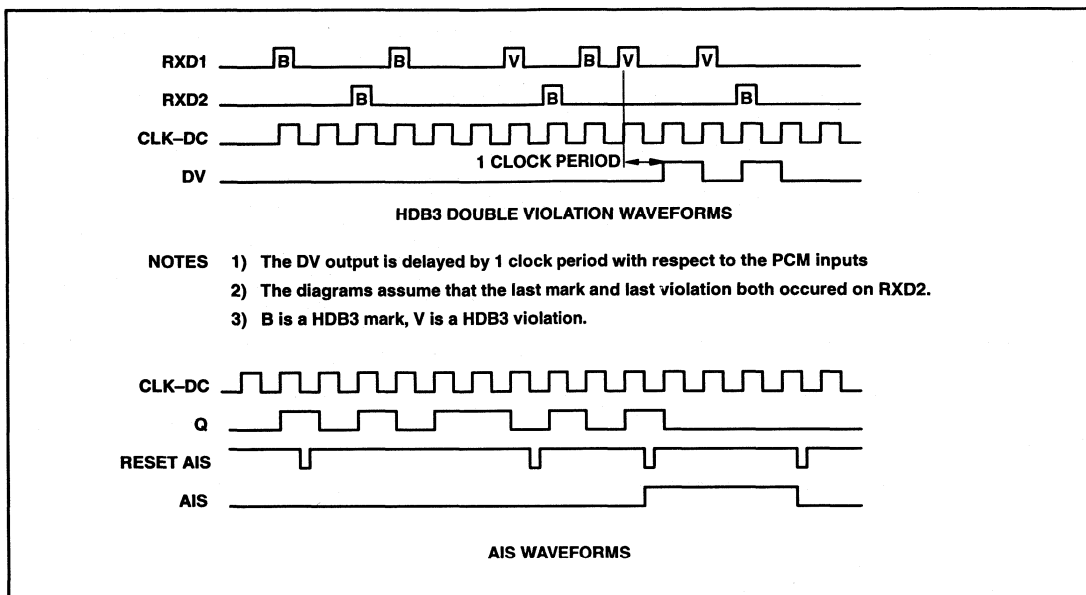 RXD1 B B V B V V
RXD2 B B B
CLK–DC
1 CLOCK PERIOD
DV
HDB3 DOUBLE VIOLATION WAVEFORMS
NOTES 1) The DV output is delayed by 1 clock period with respect to the PCM inputs
2) The diagrams assume that the last mark and last violation both occured on RXD2.
3) B is a HDB3 mark, V is a HDB3 violation.
CLK–DC
Q
RESET AIS
AIS
AIS WAVEFORMS